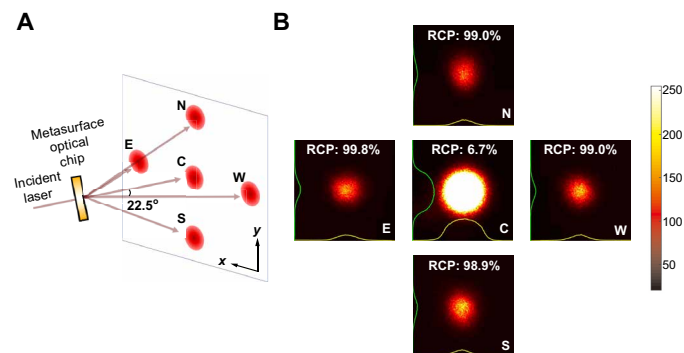 A
B
N
Metasurface
optical
chip
E
Incident
laser
C
W
22.5°
S
y
x
RCP: 99.0%
N
RCP: 99.8%
E
RCP: 6.7%
C
RCP: 99.0%
W
RCP: 98.9%
S
250
200
150
100
50